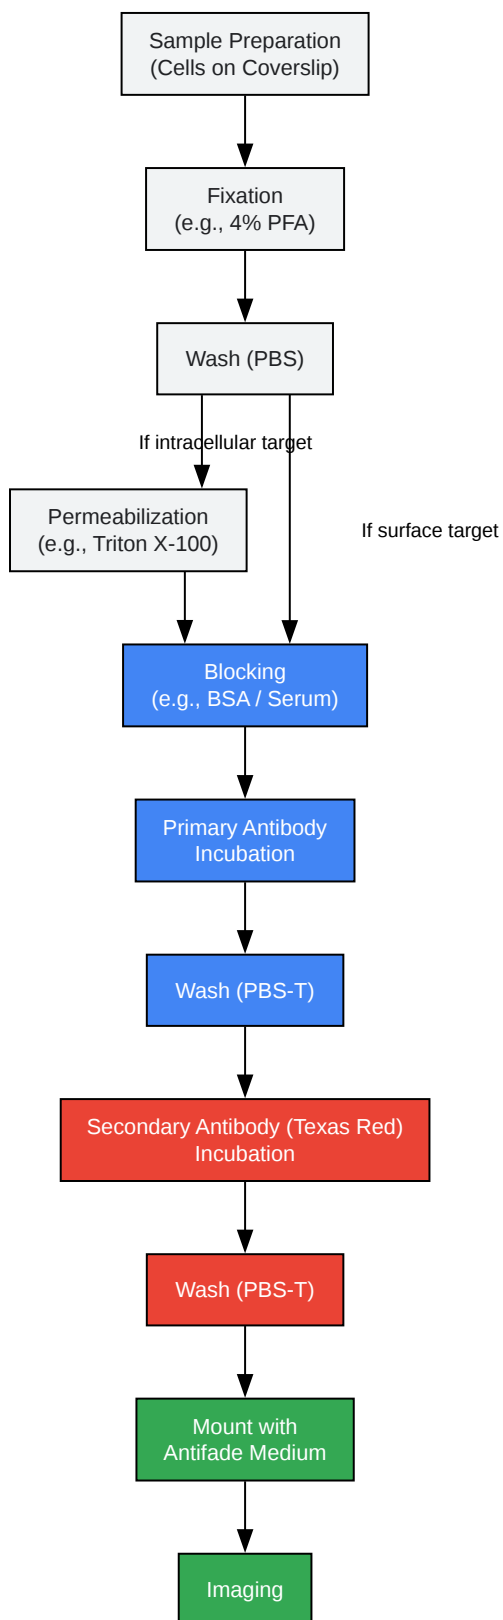 Sample Preparation
(Cells on Coverslip)
Fixation
(e.g., 4% PFA)
Wash (PBS)
If intracellular target
Permeabilization
(e.g., Triton X-100)
If surface target
Blocking
(e.g., BSA / Serum)
Primary Antibody
Incubation
Wash (PBS-T)
Secondary Antibody (Texas Red)
Incubation
Wash (PBS-T)
Mount with
Antifade Medium
Imaging